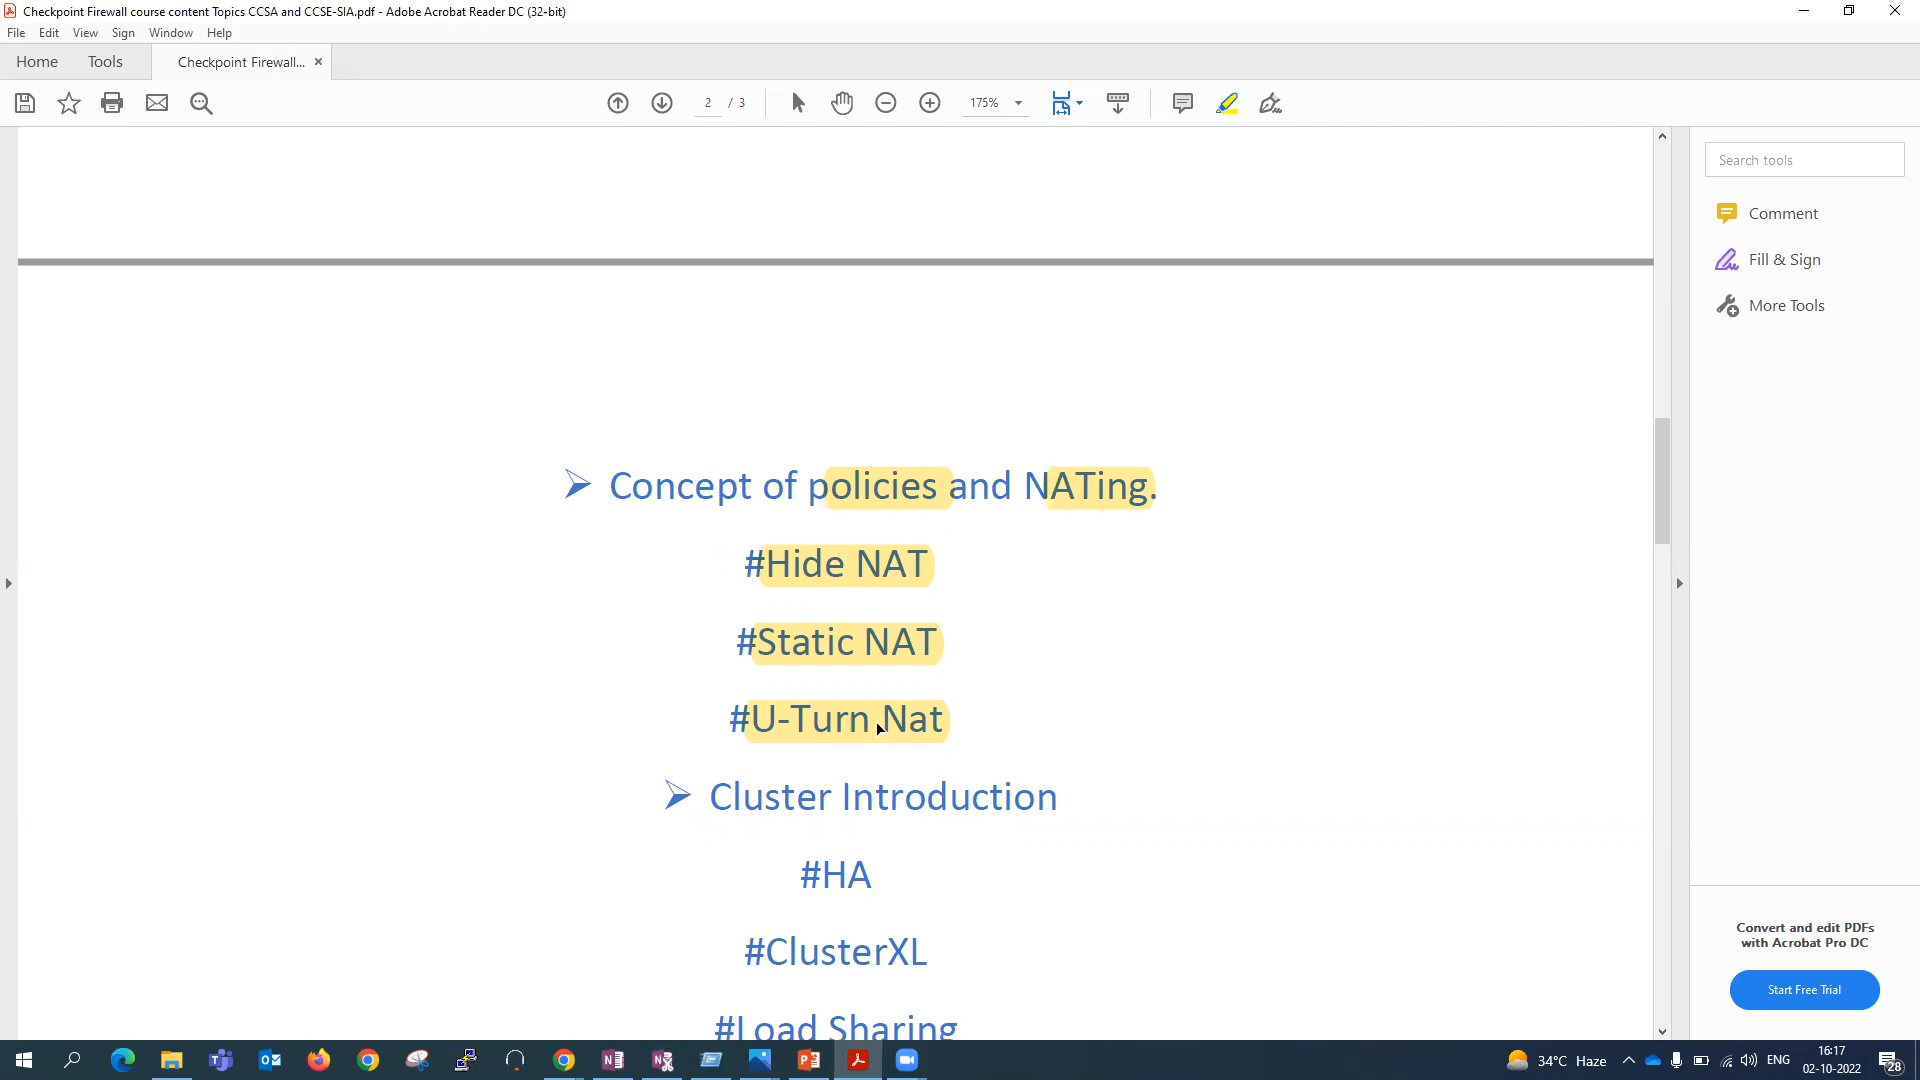 Checkpoint Firewall course content Topics CCSA and CCSE-SIA.pdf - Adobe Acrobat Reader DC (32-bit)
File Edit View Sign Window Help
Home Tools Checkpoint Firewall...
2 / 3 175%
Search tools
Comment
Fill & Sign
More Tools
Concept of policies and NATing.
#Hide NAT
#Static NAT
#U-Turn Nat
Cluster Introduction
#HA
#ClusterXL
#Load Sharing
Convert and edit PDFs
with Acrobat Pro DC
Start Free Trial
34°C Haze ENG
16:17
02-10-2022
28